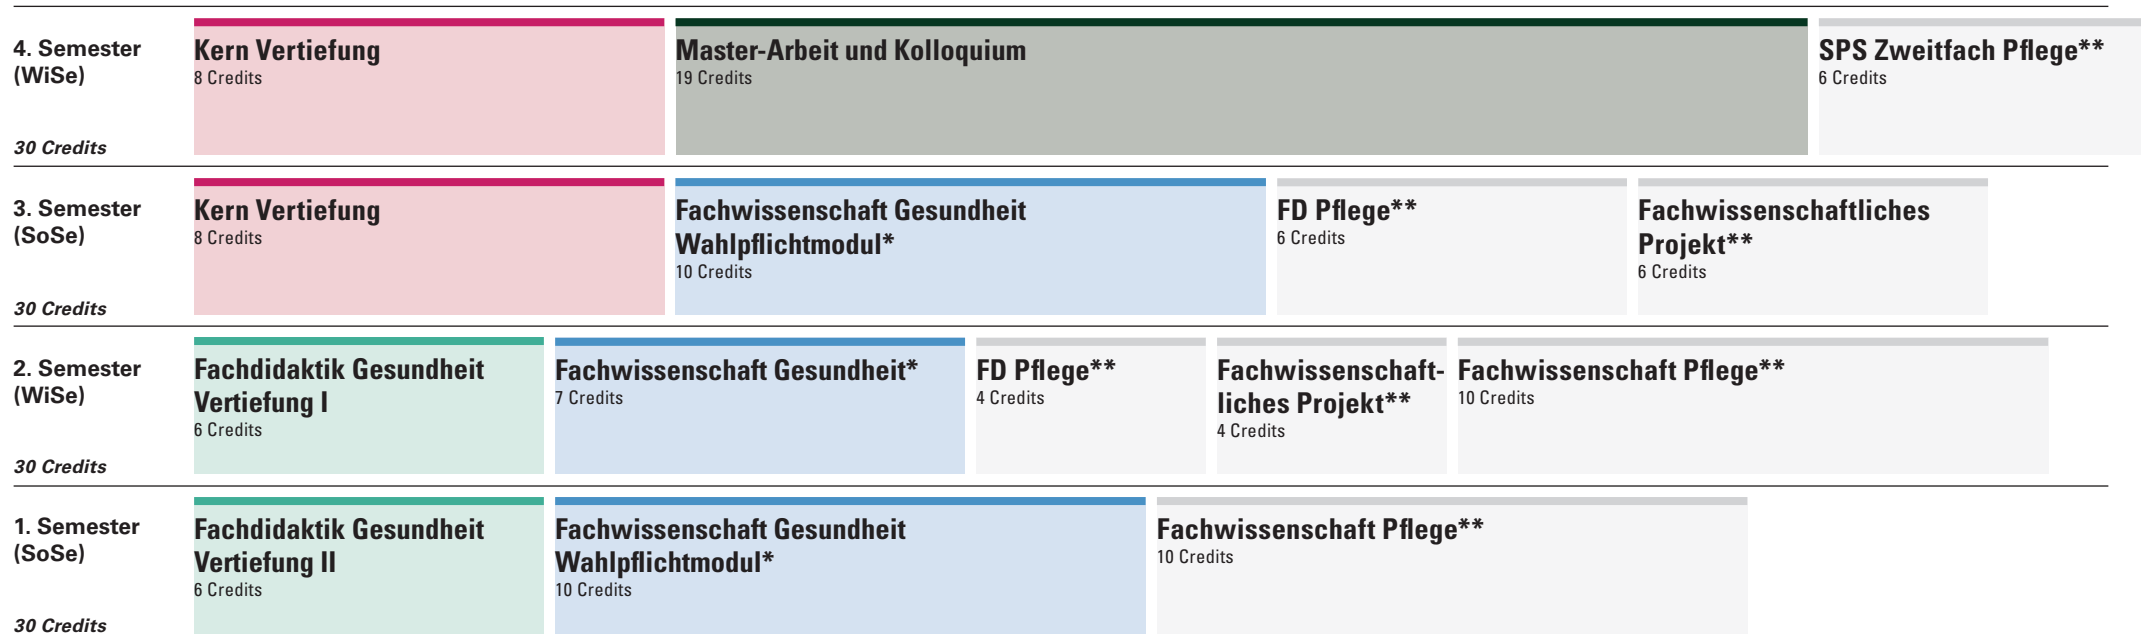 4. Semester
(WiSe)
30 Credits
Kern Vertiefung
8 Credits
Master-Arbeit und Kolloquium
19 Credits
SPS Zweitfach Pflege**
6 Credits
3. Semester
(SoSe)
30 Credits
Kern Vertiefung
8 Credits
Fachwissenschaft Gesundheit
Wahlpflichtmodul*
10 Credits
FD Pflege**
6 Credits
Fachwissenschaftliches
Projekt**
6 Credits
2. Semester
(WiSe)
30 Credits
Fachdidaktik Gesundheit
Vertiefung I
6 Credits
Fachwissenschaft Gesundheit*
7 Credits
FD Pflege**
4 Credits
Fachwissenschaft-
liches Projekt**
4 Credits
Fachwissenschaft Pflege**
10 Credits
1. Semester
(SoSe)
30 Credits
Fachdidaktik Gesundheit
Vertiefung II
6 Credits
Fachwissenschaft Gesundheit
Wahlpflichtmodul*
10 Credits
Fachwissenschaft Pflege**
10 Credits